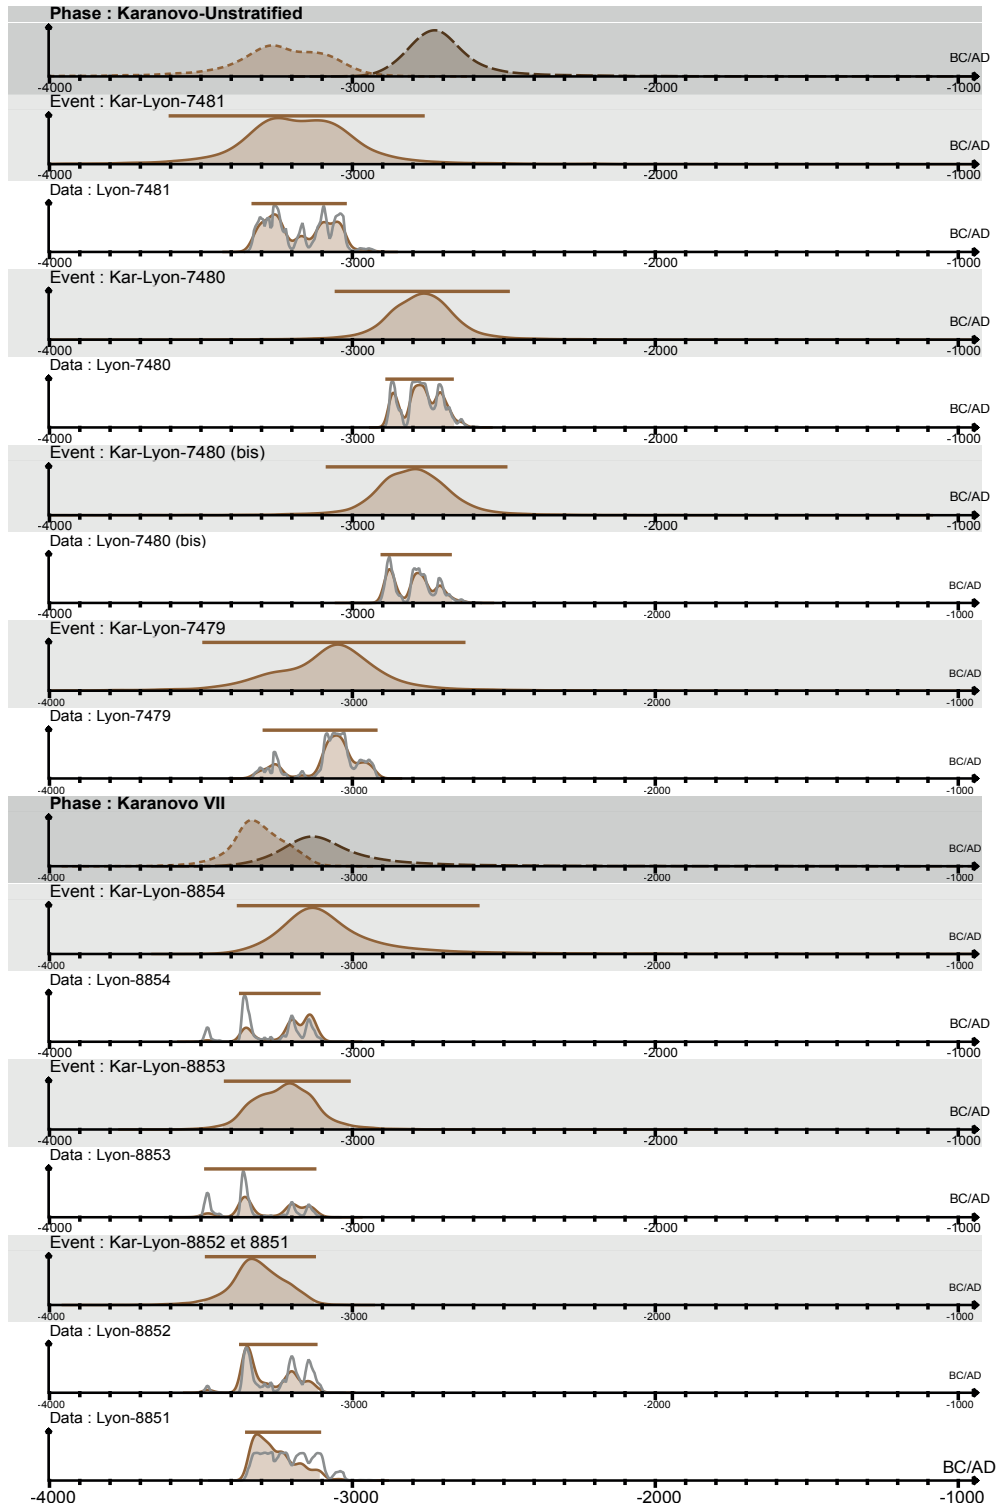 Phase : Karanovo-Unstratified
BC/AD
-4000 -3000 -2000 -1000
Event : Kar-Lyon-7481
BC/AD
-4000 -3000 -2000 -1000
Data : Lyon-7481
BC/AD
-4000 -3000 -2000 -1000
Event : Kar-Lyon-7480
BC/AD
-4000 -3000 -2000 -1000
Data : Lyon-7480
BC/AD
-4000 -3000 -2000 -1000
Event : Kar-Lyon-7480 (bis)
BC/AD
-4000 -3000 -2000 -1000
Data : Lyon-7480 (bis)
BC/AD
-4000 -3000 -2000 -1000
Event : Kar-Lyon-7479
BC/AD
-4000 -3000 -2000 -1000
Data : Lyon-7479
BC/AD
-4000 -3000 -2000 -1000
Phase : Karanovo VII
BC/AD
-4000 -3000 -2000 -1000
Event : Kar-Lyon-8854
BC/AD
-4000 -3000 -2000 -1000
Data : Lyon-8854
BC/AD
-4000 -3000 -2000 -1000
Event : Kar-Lyon-8853
BC/AD
-4000 -3000 -2000 -1000
Data : Lyon-8853
BC/AD
-4000 -3000 -2000 -1000
Event : Kar-Lyon-8852 et 8851
BC/AD
-4000 -3000 -2000 -1000
Data : Lyon-8852
BC/AD
-4000 -3000 -2000 -1000
Data : Lyon-8851
BC/AD
-4000 -3000 -2000 -1000